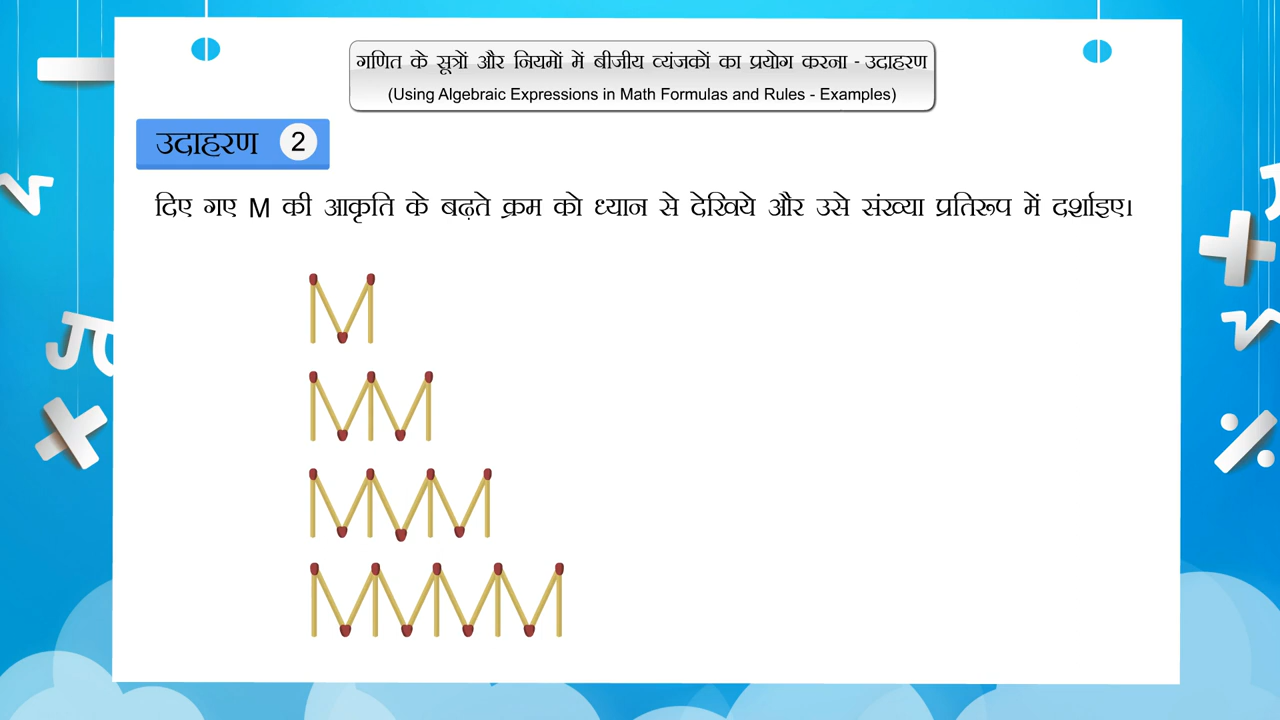 गणित के सूत्रों और नियमों में बीजीय व्यंजकों का प्रयोग करना - उदाहरण
(Using Algebraic Expressions in Math Formulas and Rules - Examples)
उदाहरण 2
दिए गए M की आकृति के बढ़ते क्रम को ध्यान से देखिये और उसे संख्या प्रतिरूप में दर्शाइए।